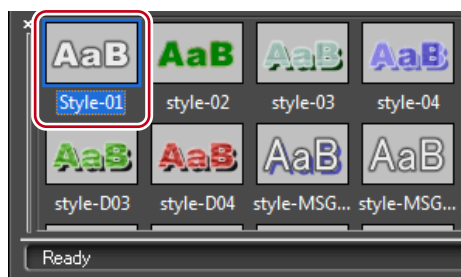 AaB AaB AaB AaB
Style-01 style-02 style-03 style-04
AaB AaB AaB AaB
style-D03 style-D04 style-MSG... style-MSG...
Ready